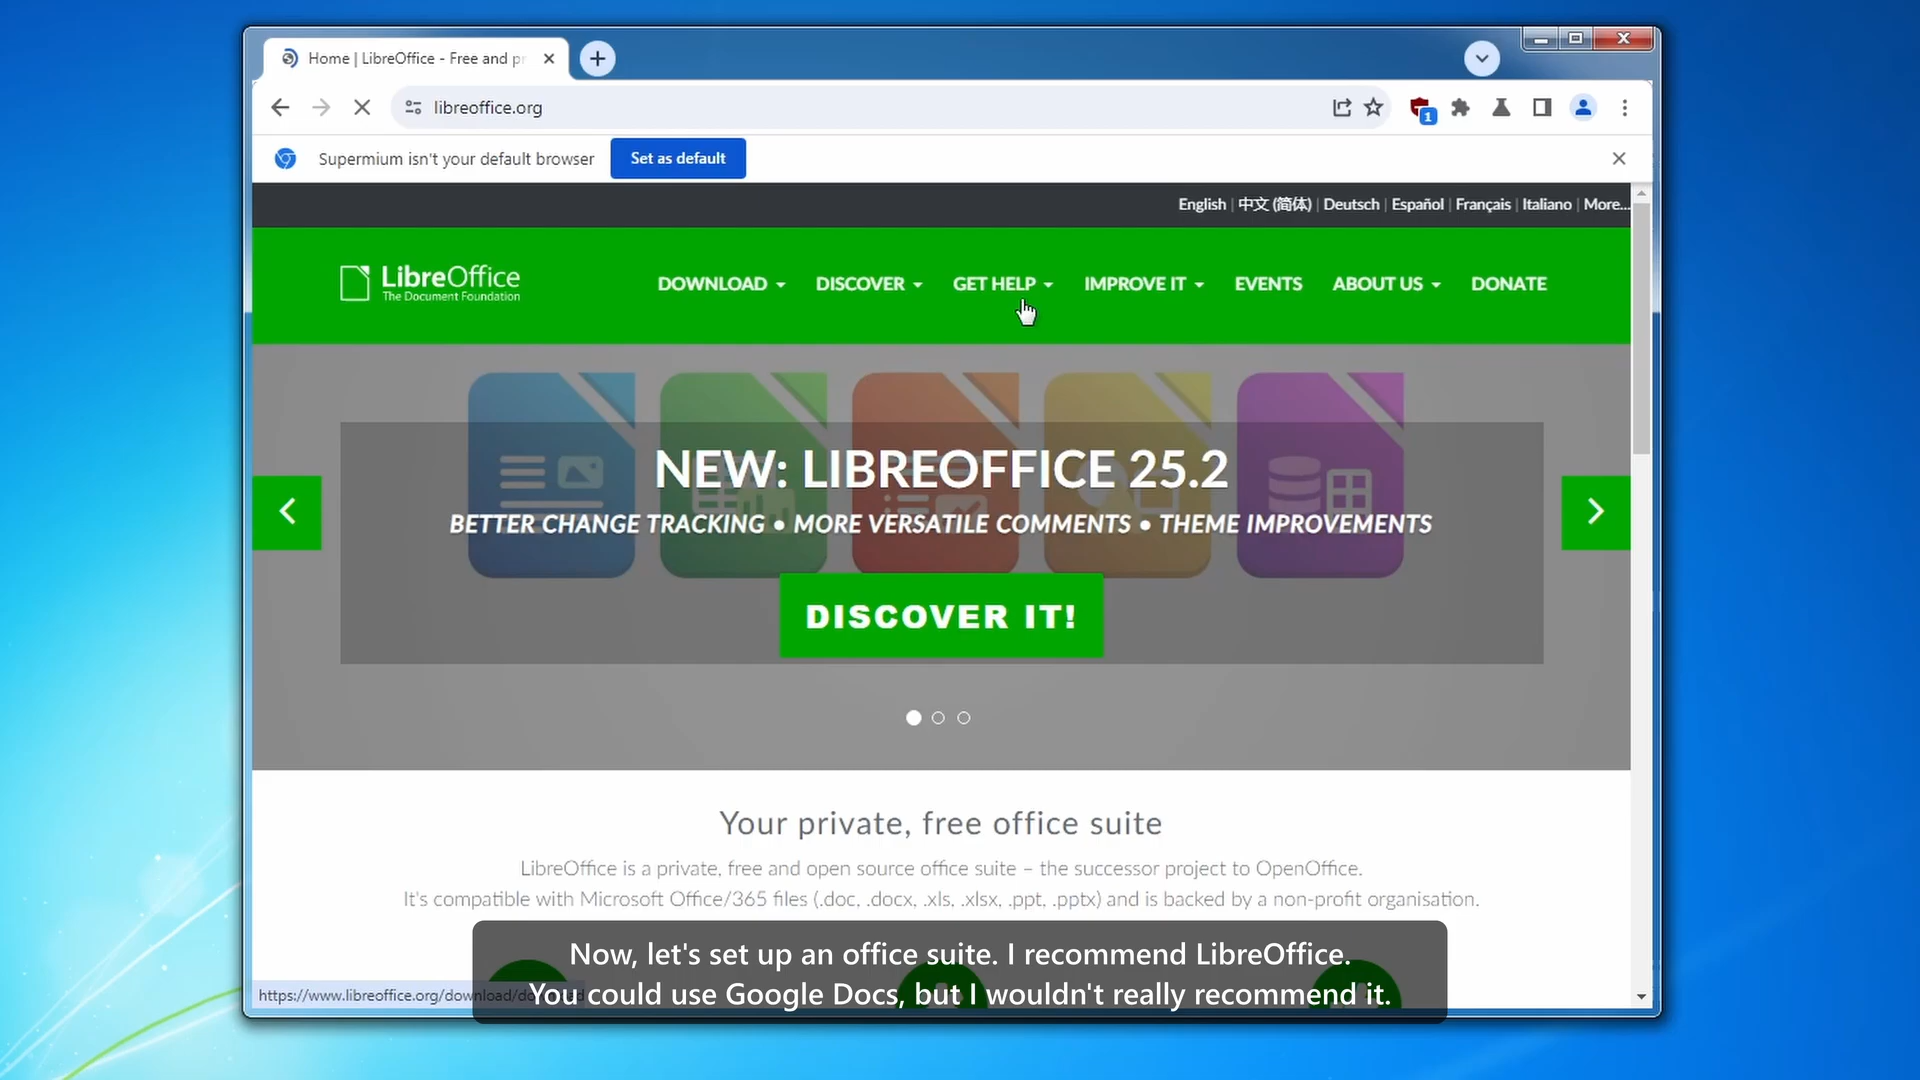 Home | LibreOffice - Free and pr
libreoffice.org
1
Supermium isn't your default browser
Set as default
English | 中文 (简体) | Deutsch | Español | Français | Italiano | More...
LibreOffice
The Document Foundation
DOWNLOAD
DISCOVER
GET HELP
IMPROVE IT
EVENTS
ABOUT US
DONATE
NEW: LIBREOFFICE 25.2
BETTER CHANGE TRACKING • MORE VERSATILE COMMENTS • THEME IMPROVEMENTS
DISCOVER IT!
Your private, free office suite
LibreOffice is a private, free and open source office suite – the successor project to OpenOffice.
It's compatible with Microsoft Office/365 files (.doc, .docx, .xls, .xlsx, .ppt, .pptx) and is backed by a non-profit organisation.
Now, let's set up an office suite. I recommend LibreOffice.
You could use Google Docs, but I wouldn't really recommend it.
https://www.libreoffice.org/download/download